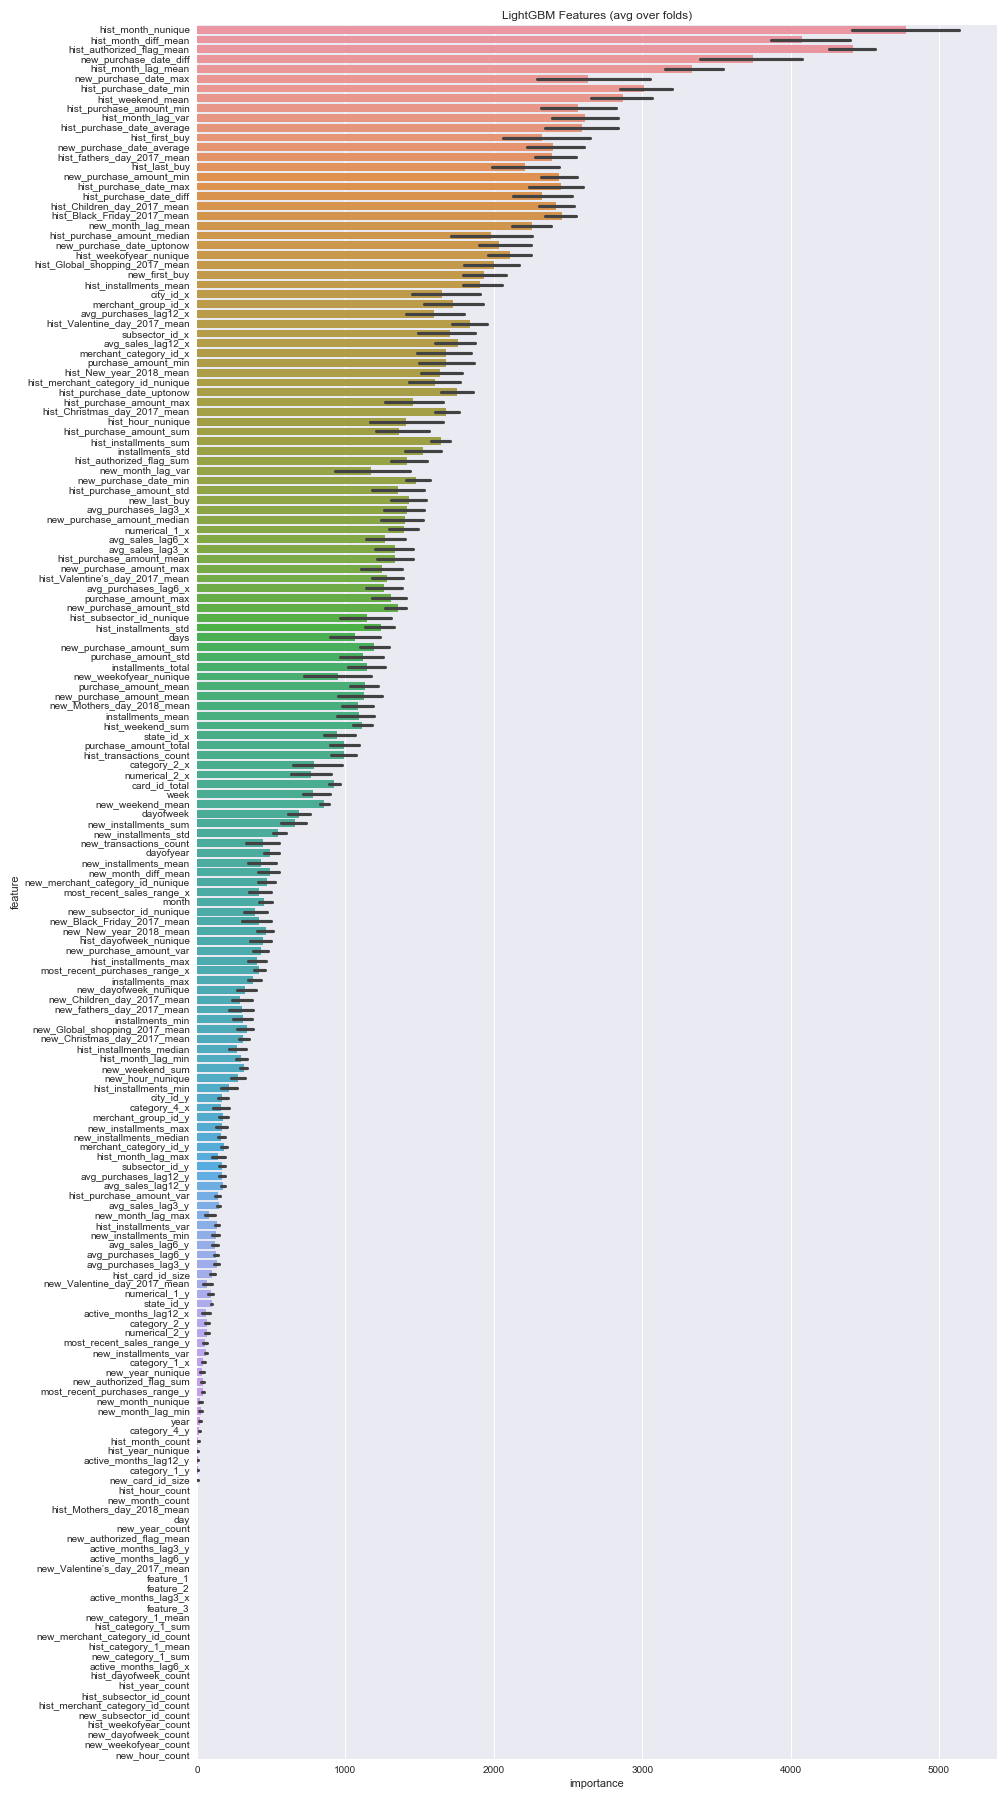 LightGBM Features (avg over folds)
hist_month_nunique
hist_month_diff_mean
hist_authorized_flag_mean
new_purchase_date_diff
hist_month_lag_mean
new_purchase_date_max
hist_purchase_date_min
hist_weekend_mean
hist_purchase_amount_min
hist_month_lag_var
hist_purchase_date_average
hist_first_buy
new_purchase_date_average
hist_fathers_day_2017_mean
hist_last_buy
new_purchase_amount_min
hist_purchase_date_max
hist_purchase_date_diff
hist_Children_day_2017_mean
hist_Black_Friday_2017_mean
new_month_lag_mean
hist_purchase_amount_median
new_purchase_date_uptonow
hist_weekofyear_nunique
hist_Global_shopping_2017_mean
new_first_buy
hist_installments_mean
city_id_x
merchant_group_id_x
avg_purchases_lag12_x
hist_Valentine_day_2017_mean
subsector_id_x
avg_sales_lag12_x
merchant_category_id_x
purchase_amount_min
hist_New_year_2018_mean
hist_merchant_category_id_nunique
hist_purchase_date_uptonow
hist_purchase_amount_max
hist_Christmas_day_2017_mean
hist_hour_nunique
hist_purchase_amount_sum
hist_installments_sum
installments_std
hist_authorized_flag_sum
new_month_lag_var
new_purchase_date_min
hist_purchase_amount_std
new_last_buy
avg_purchases_lag3_x
new_purchase_amount_median
numerical_1_x
avg_sales_lag6_x
avg_sales_lag3_x
hist_purchase_amount_mean
new_purchase_amount_max
hist_Valentine's_day_2017_mean
avg_purchases_lag6_x
purchase_amount_max
new_purchase_amount_std
hist_subsector_id_nunique
hist_installments_std
days
new_purchase_amount_sum
purchase_amount_std
installments_total
new_weekofyear_nunique
purchase_amount_mean
new_purchase_amount_mean
new_Mothers_day_2018_mean
installments_mean
hist_weekend_sum
state_id_x
purchase_amount_total
hist_transactions_count
category_2_x
numerical_2_x
card_id_total
week
new_weekend_mean
dayofweek
new_installments_sum
new_installments_std
new_transactions_count
dayofyear
new_installments_mean
new_month_diff_mean
new_merchant_category_id_nunique
most_recent_sales_range_x
month
new_subsector_id_nunique
new_Black_Friday_2017_mean
new_New_year_2018_mean
hist_dayofweek_nunique
new_purchase_amount_var
hist_installments_max
most_recent_purchases_range_x
installments_max
new_dayofweek_nunique
new_Children_day_2017_mean
new_fathers_day_2017_mean
installments_min
new_Global_shopping_2017_mean
new_Christmas_day_2017_mean
hist_installments_median
hist_month_lag_min
new_weekend_sum
new_hour_nunique
hist_installments_min
city_id_y
category_4_x
merchant_group_id_y
new_installments_max
new_installments_median
merchant_category_id_y
hist_month_lag_max
subsector_id_y
avg_purchases_lag12_y
avg_sales_lag12_y
hist_purchase_amount_var
avg_sales_lag3_y
new_month_lag_max
hist_installments_var
new_installments_min
avg_sales_lag6_y
avg_purchases_lag6_y
avg_purchases_lag3_y
hist_card_id_size
new_Valentine_day_2017_mean
numerical_1_y
state_id_y
active_months_lag12_x
category_2_y
numerical_2_y
most_recent_sales_range_y
new_installments_var
category_1_x
new_year_nunique
new_authorized_flag_sum
most_recent_purchases_range_y
new_month_nunique
new_month_lag_min
year
category_4_y
hist_month_count
hist_year_nunique
active_months_lag12_y
category_1_y
new_card_id_size
hist_hour_count
new_month_count
hist_Mothers_day_2018_mean
day
new_year_count
new_authorized_flag_mean
active_months_lag3_y
active_months_lag6_y
new_Valentine's_day_2017_mean
feature_1
feature_2
active_months_lag3_x
feature_3
new_category_1_mean
hist_category_1_sum
new_merchant_category_id_count
hist_category_1_mean
new_category_1_sum
active_months_lag6_x
hist_dayofweek_count
hist_year_count
hist_subsector_id_count
hist_merchant_category_id_count
new_subsector_id_count
hist_weekofyear_count
new_dayofweek_count
new_weekofyear_count
new_hour_count
feature
0 1000 2000 3000 4000 5000
importance